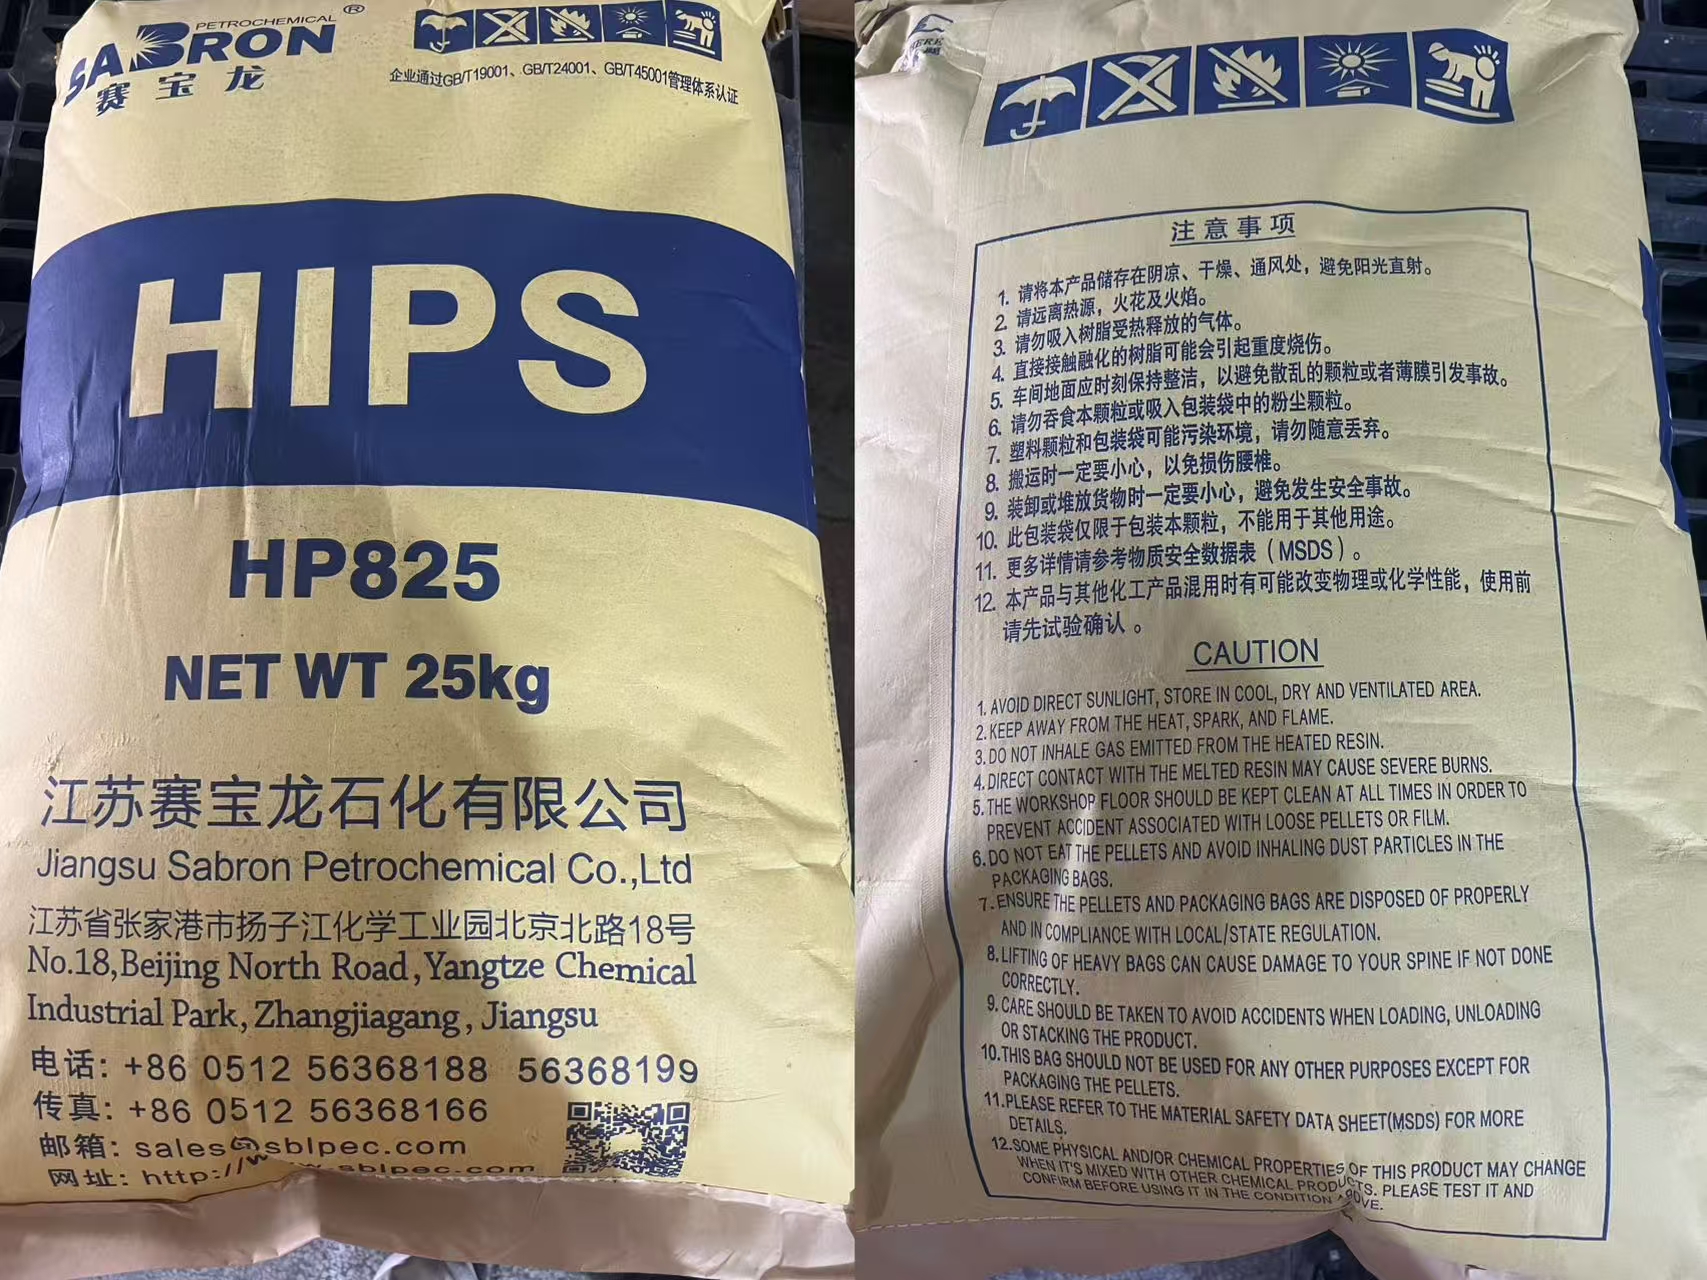 PETROCHEMICAL ®
SABRON
赛宝龙
企业通过GB/T19001、GB/T24001、GB/T45001管理体系认证
HIPS
HP825
NET WT 25kg
江苏赛宝龙石化有限公司
Jiangsu Sabron Petrochemical Co.,Ltd
江苏省张家港市扬子江化学工业园北京北路18号
No.18,Beijing North Road,Yangtze Chemical
Industrial Park,Zhangjiagang,Jiangsu
电话: +86 0512 56368188 56368199
传真: +86 0512 56368166
邮箱: sales@sblpec.com
网址: http://www.sblpec.com
注意事项
1. 请将本产品储存在阴凉、干燥、通风处，避免阳光直射。
2. 请远离热源，火花及火焰。
3. 请勿吸入树脂受热释放的气体。
4. 直接接触融化的树脂可能会引起重度烧伤。
5. 车间地面应时刻保持整洁，以避免散乱的颗粒或者薄膜引发事故。
6. 请勿吞食本颗粒或吸入包装袋中的粉尘颗粒。
7. 塑料颗粒和包装袋可能污染环境，请勿随意丢弃。
8. 搬运时一定要小心，以免损伤腰椎。
9. 装卸或堆放货物时一定要小心，避免发生安全事故。
10. 此包装袋仅限于包装本颗粒，不能用于其他用途。
11. 更多详情请参考物质安全数据表（MSDS）。
12. 本产品与其他化工产品混用时有可能改变物理或化学性能，使用前
请先试验确认。
CAUTION
1. AVOID DIRECT SUNLIGHT, STORE IN COOL, DRY AND VENTILATED AREA.
2. KEEP AWAY FROM THE HEAT, SPARK, AND FLAME.
3. DO NOT INHALE GAS EMITTED FROM THE HEATED RESIN.
4. DIRECT CONTACT WITH THE MELTED RESIN MAY CAUSE SEVERE BURNS.
5. THE WORKSHOP FLOOR SHOULD BE KEPT CLEAN AT ALL TIMES IN ORDER TO
PREVENT ACCIDENT ASSOCIATED WITH LOOSE PELLETS OR FILM.
6. DO NOT EAT THE PELLETS AND AVOID INHALING DUST PARTICLES IN THE
PACKAGING BAGS.
7. ENSURE THE PELLETS AND PACKAGING BAGS ARE DISPOSED OF PROPERLY
AND IN COMPLIANCE WITH LOCAL/STATE REGULATION.
8. LIFTING OF HEAVY BAGS CAN CAUSE DAMAGE TO YOUR SPINE IF NOT DONE
CORRECTLY.
9. CARE SHOULD BE TAKEN TO AVOID ACCIDENTS WHEN LOADING, UNLOADING
OR STACKING THE PRODUCT.
10. THIS BAG SHOULD NOT BE USED FOR ANY OTHER PURPOSES EXCEPT FOR
PACKAGING THE PELLETS.
11. PLEASE REFER TO THE MATERIAL SAFETY DATA SHEET(MSDS) FOR MORE
DETAILS.
12. SOME PHYSICAL AND/OR CHEMICAL PROPERTIES OF THIS PRODUCT MAY CHANGE
WHEN IT'S MIXED WITH OTHER CHEMICAL PRODUCTS. PLEASE TEST IT AND
CONFIRM BEFORE USING IT IN THE CONDITION ABOVE.